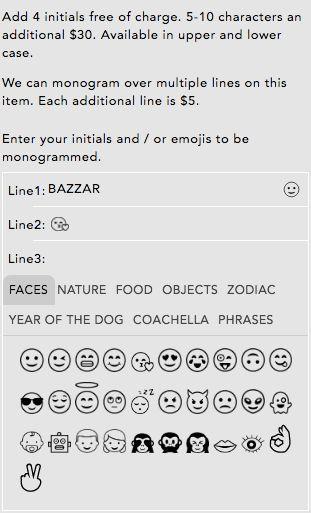 Add 4 initials free of charge. 5-10 characters an
additional $30. Available in upper and lower
case.
We can monogram over multiple lines on this
item. Each additional line is $5.
Enter your initials and / or emojis to be
monogrammed.
Line1: BAZZAR
Line2:
Line3:
FACES NATURE FOOD OBJECTS ZODIAC
YEAR OF THE DOG COACHELLA PHRASES